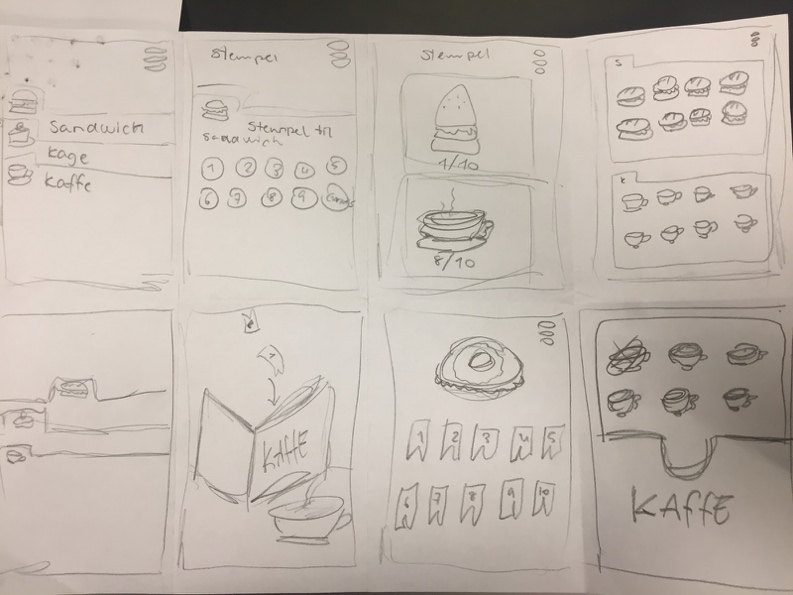 Sandwich
Kage
Kaffe
Stempel
Stempel til
Sandwich
1 2 3 4 5
6 7 8 9
Stempel
1/10
8/10
S
K
1
KAFFE
1 2 3 4 5
6 7 8 9 10
KAFFE